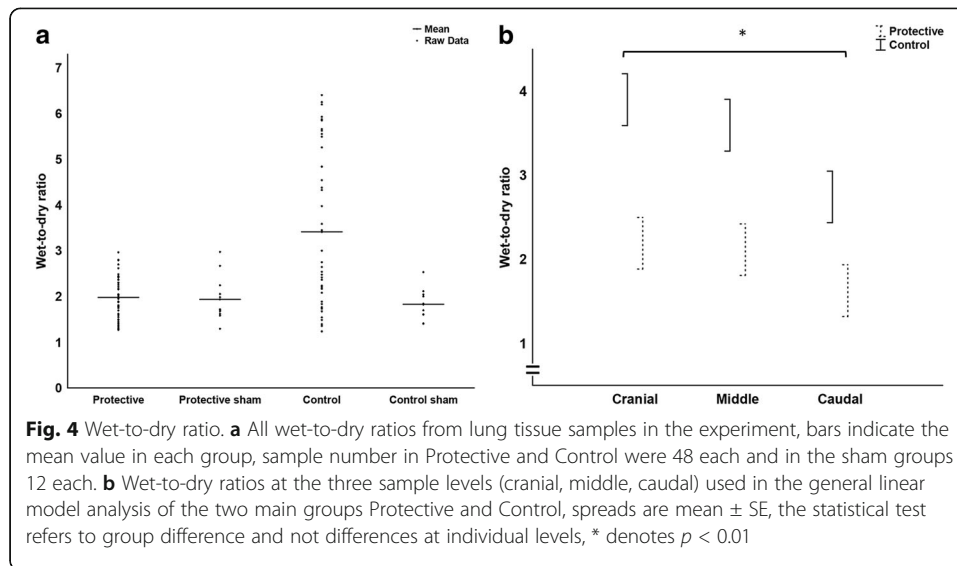 a
Mean
Raw Data
7
6
5
4
3
2
1
0
Wet-to-dry ratio
Protective Protective sham Control Control sham
b
Protective
Control
*
4
3
2
1
Wet-to-dry ratio
Cranial Middle Caudal
Fig. 4 Wet-to-dry ratio. a All wet-to-dry ratios from lung tissue samples in the experiment, bars indicate the
mean value in each group, sample number in Protective and Control were 48 each and in the sham groups
12 each. b Wet-to-dry ratios at the three sample levels (cranial, middle, caudal) used in the general linear
model analysis of the two main groups Protective and Control, spreads are mean ± SE, the statistical test
refers to group difference and not differences at individual levels, * denotes p < 0.01